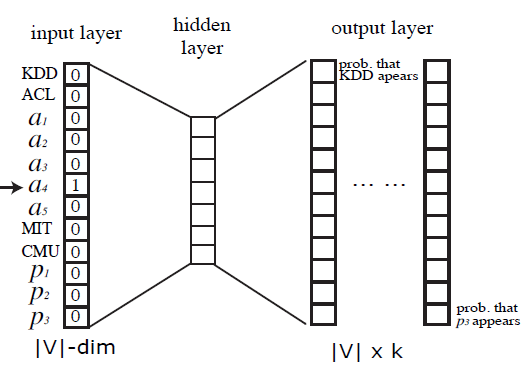 input layer
hidden
layer
output layer
KDD 0
ACL 0
a1 0
a2 0
a3 0
a4 1
a5 0
MIT 0
CMU 0
p1 0
p2 0
p3 0
|V|-dim
prob. that
KDD apears
... ...
prob. that
p3 appears
|V| x k